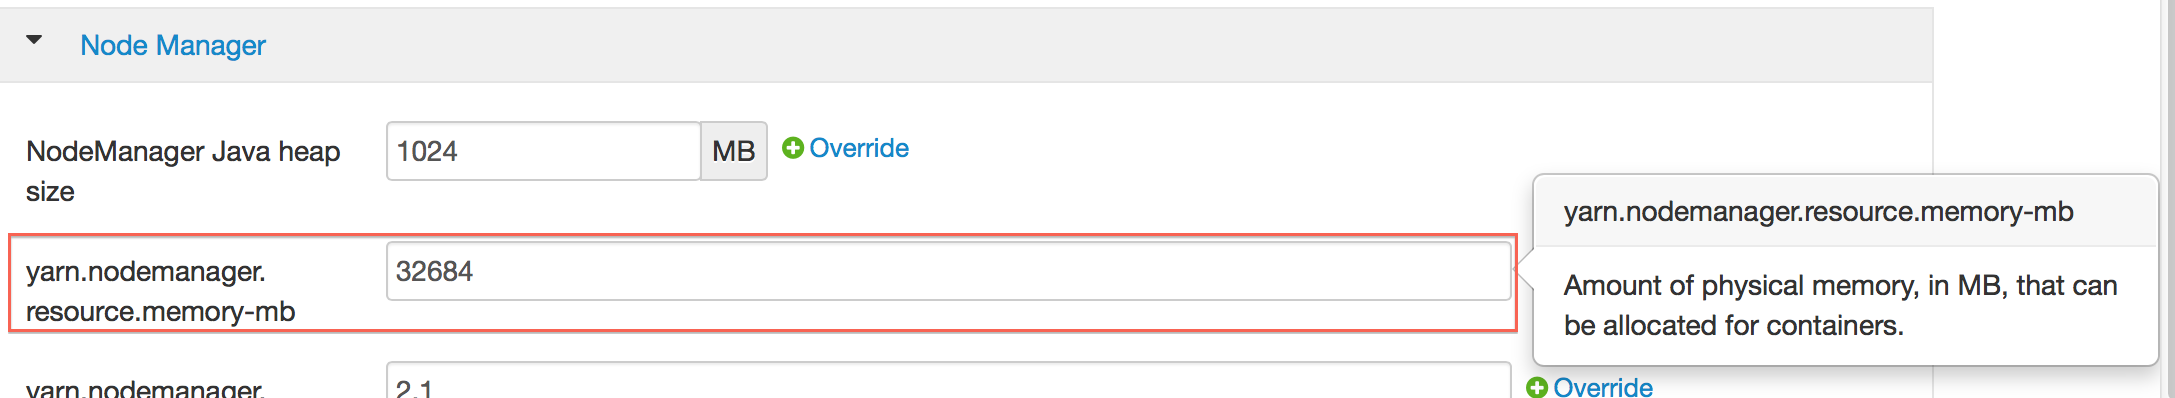 Node Manager
NodeManager Java heap
size
1024
MB
Override
yarn.nodemanager.
resource.memory-mb
32684
yarn.nodemanager.resource.memory-mb
Amount of physical memory, in MB, that can
be allocated for containers.
yarn.nodemanager.
2.1
Override